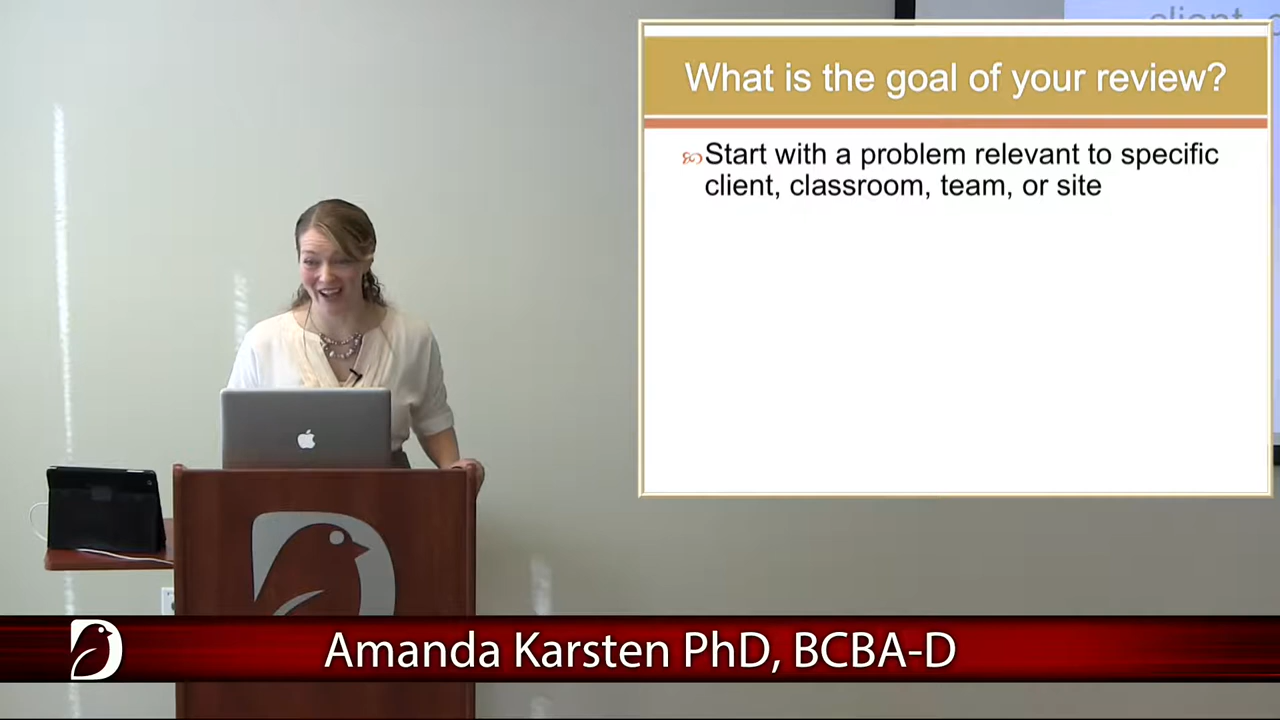 What is the goal of your review?
Start with a problem relevant to specific
client, classroom, team, or site
Amanda Karsten PhD, BCBA-D